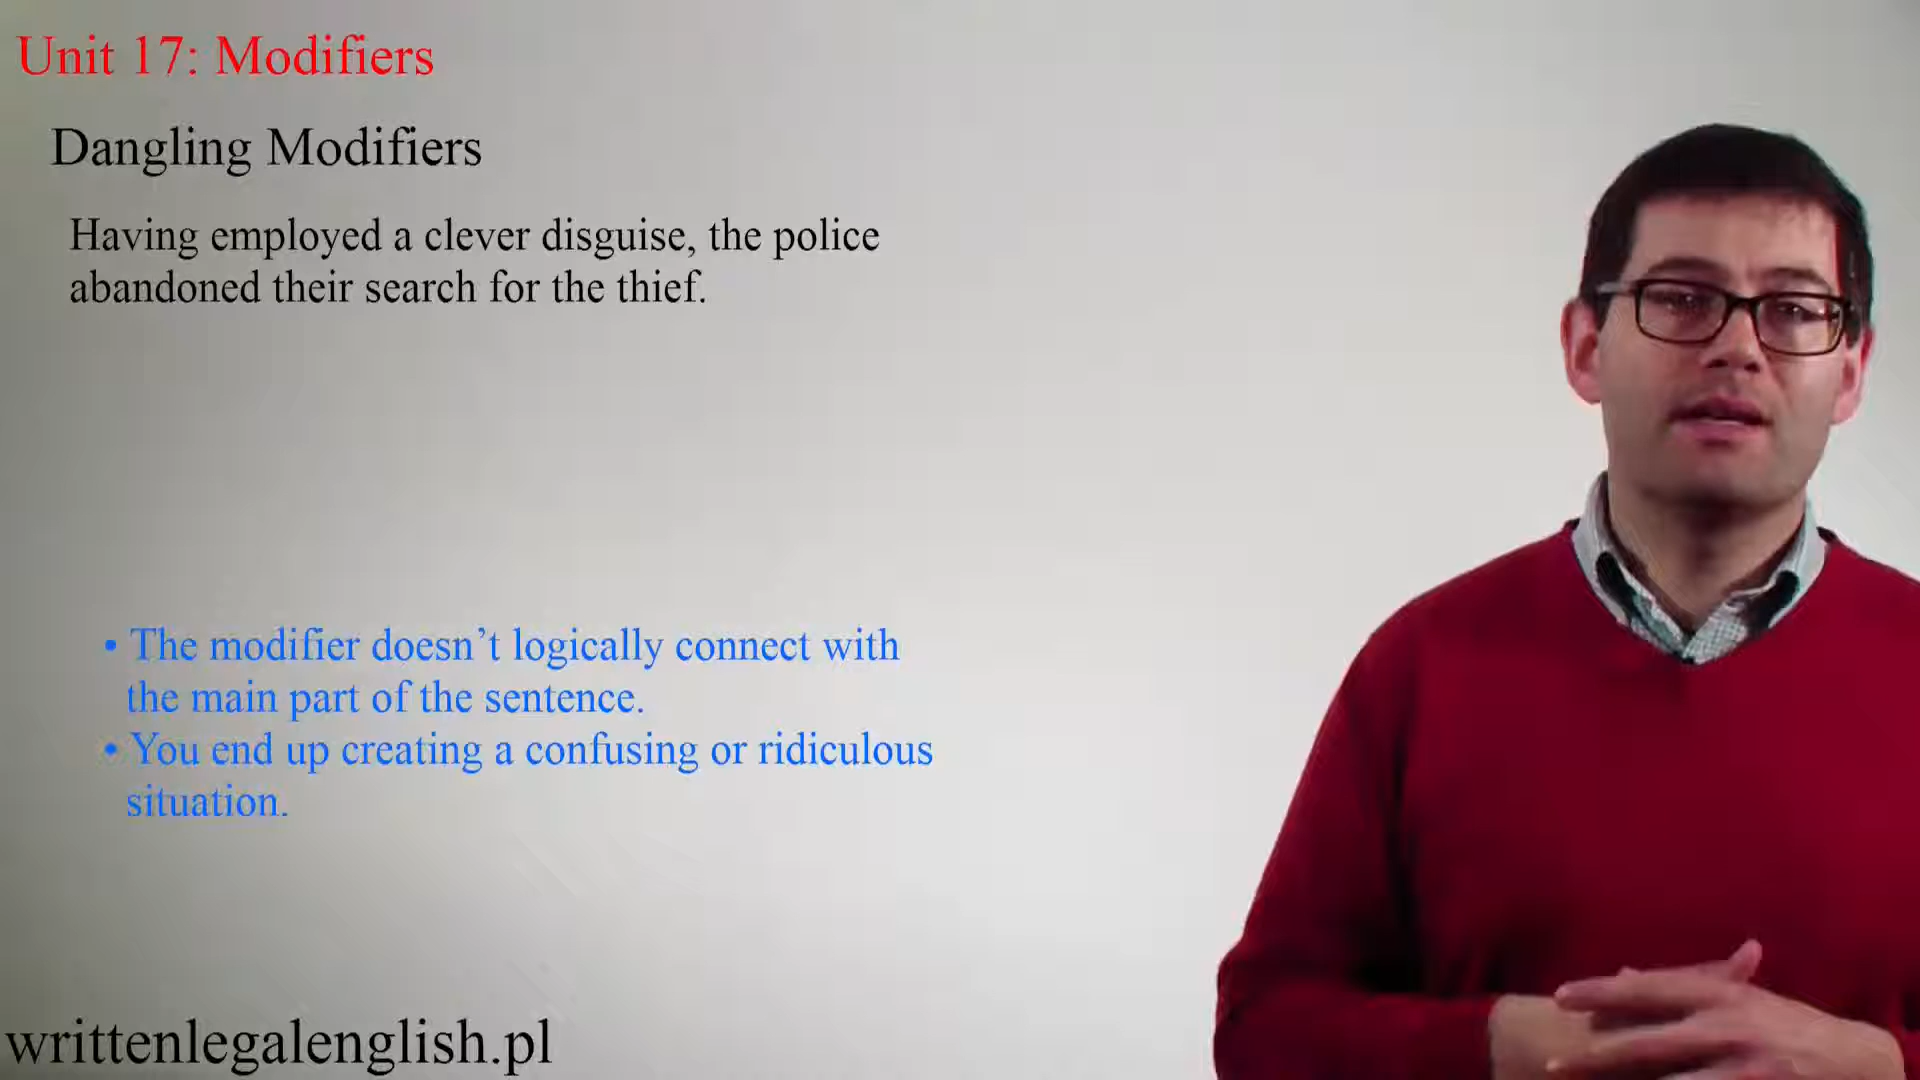 Unit 17: Modifiers
Dangling Modifiers
Having employed a clever disguise, the police
abandoned their search for the thief.
• The modifier doesn’t logically connect with
the main part of the sentence.
• You end up creating a confusing or ridiculous
situation.
writtenlegalenglish.pl